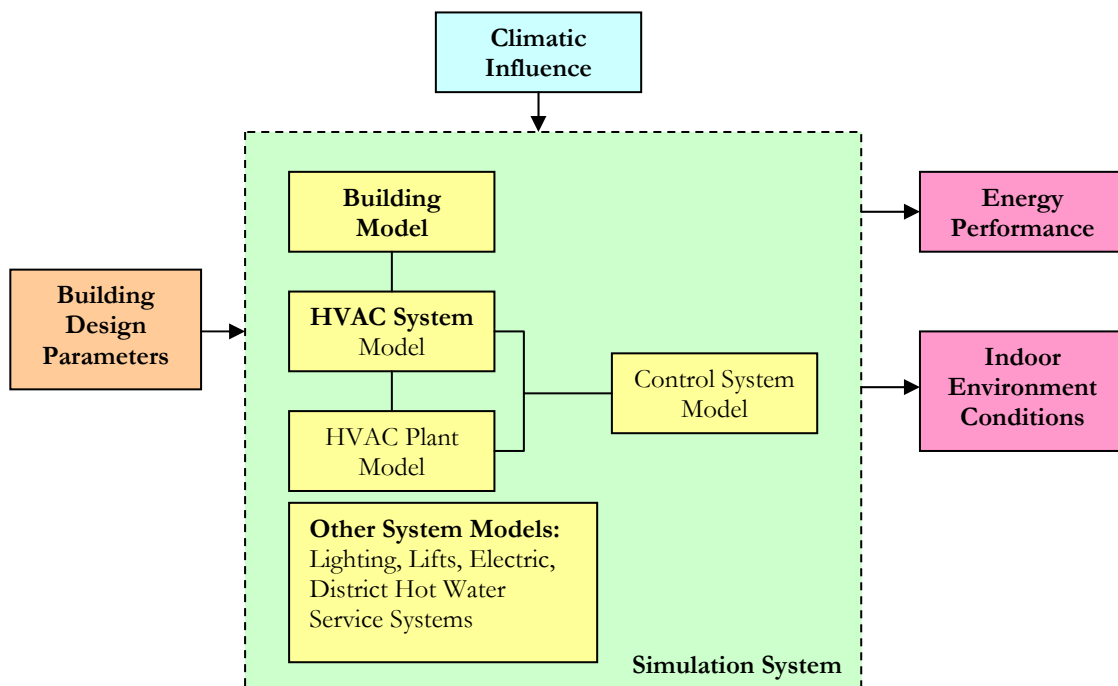 Climatic
Influence
Building
Model
Energy
Performance
Building
Design
Parameters
HVAC System
Model
Control System
Model
Indoor
Environment
Conditions
HVAC Plant
Model
Other System Models:
Lighting, Lifts, Electric,
District Hot Water
Service Systems
Simulation System